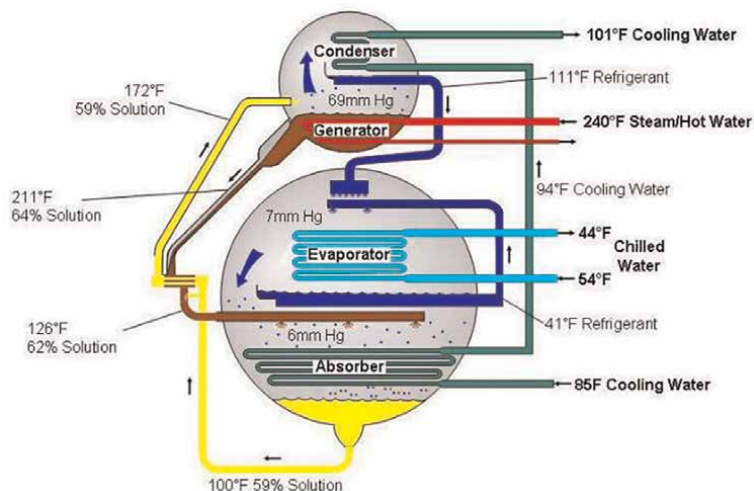 Condenser
101°F Cooling Water
172°F
59% Solution
111°F Refrigerant
69mm Hg
Generator
240°F Steam/Hot Water
211°F
64% Solution
94°F Cooling Water
7mm Hg
44°F
Evaporator
Chilled
Water
54°F
126°F
62% Solution
41°F Refrigerant
6mm Hg
Absorber
85F Cooling Water
100°F 59% Solution